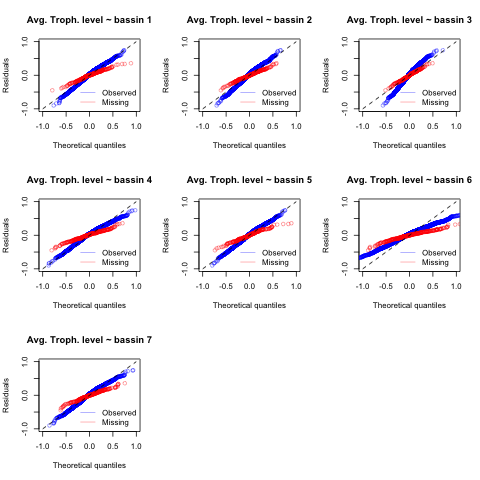 Avg. Troph. level ~ bassin 1
Residuals
1.0
0.0
-1.0
Observed
Missing
-1.0 -0.5 0.0 0.5 1.0
Theoretical quantiles
Avg. Troph. level ~ bassin 2
Residuals
1.0
0.0
-1.0
Observed
Missing
-1.0 -0.5 0.0 0.5 1.0
Theoretical quantiles
Avg. Troph. level ~ bassin 3
Residuals
1.0
0.0
-1.0
Observed
Missing
-1.0 -0.5 0.0 0.5 1.0
Theoretical quantiles
Avg. Troph. level ~ bassin 4
Residuals
1.0
0.0
-1.0
Observed
Missing
-1.0 -0.5 0.0 0.5 1.0
Theoretical quantiles
Avg. Troph. level ~ bassin 5
Residuals
1.0
0.0
-1.0
Observed
Missing
-1.0 -0.5 0.0 0.5 1.0
Theoretical quantiles
Avg. Troph. level ~ bassin 6
Residuals
1.0
0.0
-1.0
Observed
Missing
-1.0 -0.5 0.0 0.5 1.0
Theoretical quantiles
Avg. Troph. level ~ bassin 7
Residuals
1.0
0.0
-1.0
Observed
Missing
-1.0 -0.5 0.0 0.5 1.0
Theoretical quantiles